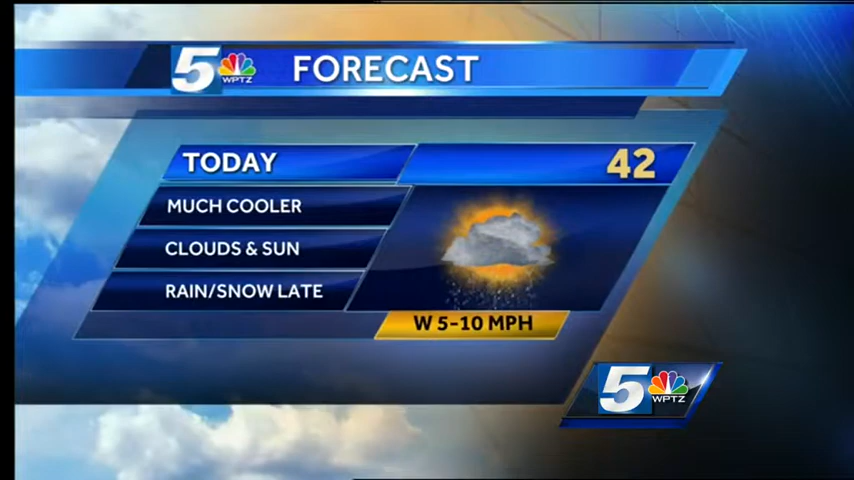 5 WPTZ FORECAST
TODAY 42
MUCH COOLER
CLOUDS & SUN
RAIN/SNOW LATE
W 5-10 MPH
5 WPTZ